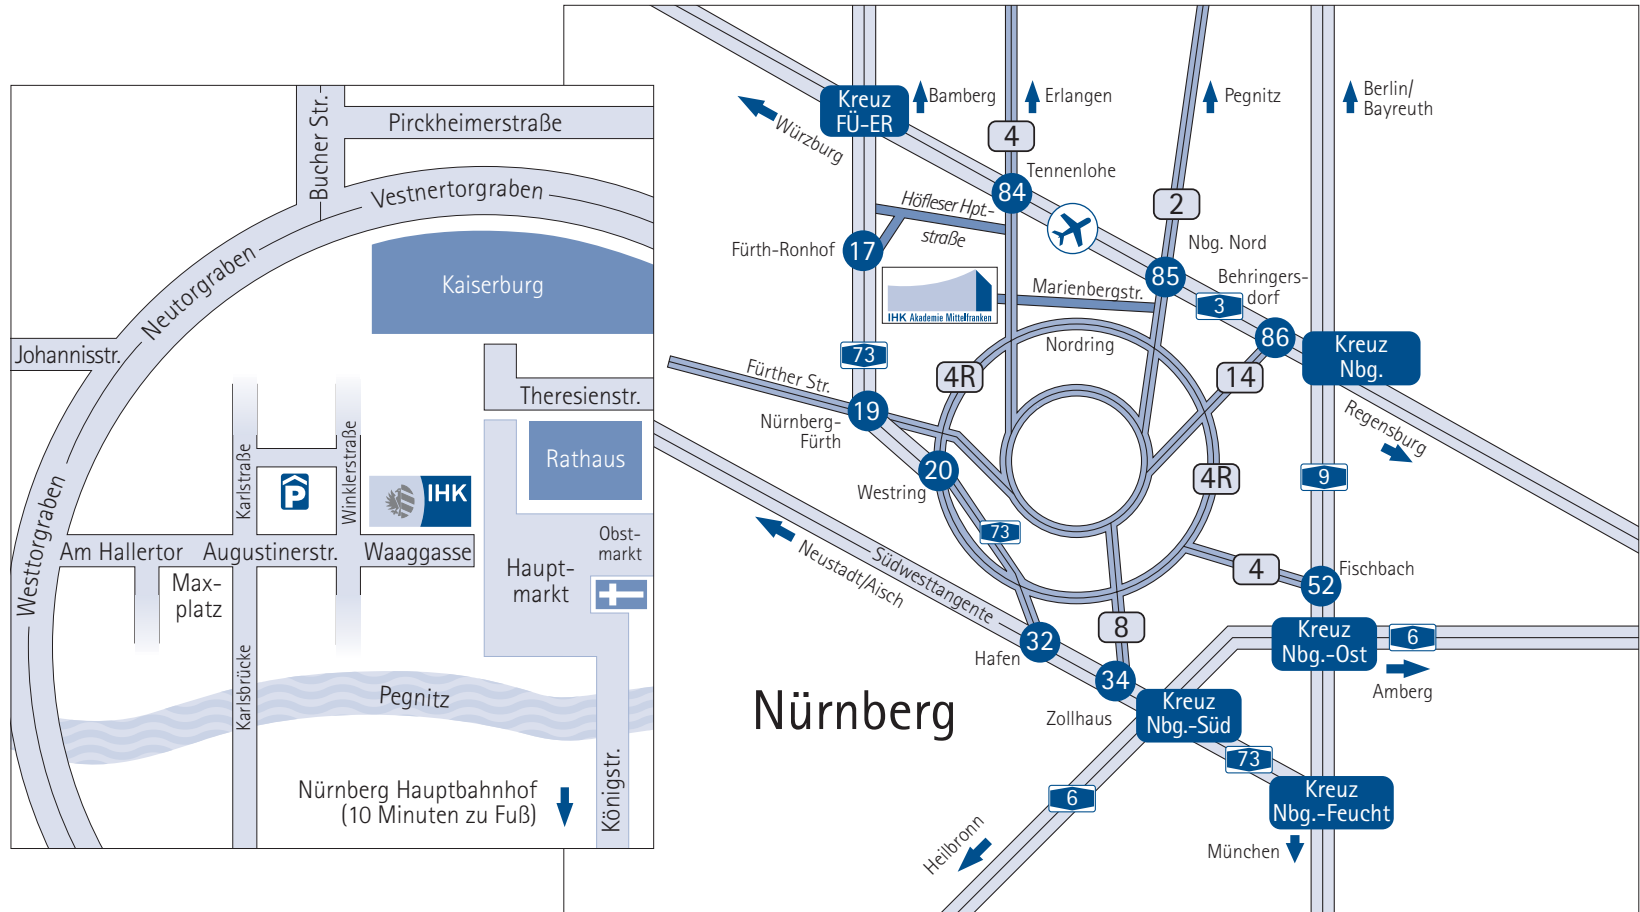 Bucher Str.
Pirckheimerstraße
Vestnertorgraben
Neutorgraben
Kaiserburg
Johannisstr.
Theresienstr.
Karlstraße
Winklerstraße
Rathaus
P
IHK
Westtorgraben
Am Hallertor
Augustinerstr.
Waaggasse
Obst-
markt
Max-
platz
Haupt-
markt
Karlsbrücke
Pegnitz
Königstr.
Nürnberg Hauptbahnhof
(10 Minuten zu Fuß)
Kreuz
FÜ-ER
Bamberg
Erlangen
Pegnitz
Berlin/
Bayreuth
Würzburg
4
Tennenlohe
84
2
Höfleser Hpt.-
straße
Fürth-Ronhof
17
Nbg. Nord
85
Behringers-
dorf
3
IHK Akademie Mittelfranken
Marienbergstr.
86
Kreuz
Nbg.
73
Nordring
Fürther Str.
4R
14
19
Nürnberg-
Fürth
Regensburg
20
Westring
4R
9
73
Neustadt/Aisch
Südwesttangente
4
Fischbach
52
8
32
Hafen
Kreuz
Nbg.-Ost
6
Amberg
34
Zollhaus
Kreuz
Nbg.-Süd
Nürnberg
73
6
Kreuz
Nbg.-Feucht
Heilbronn
München